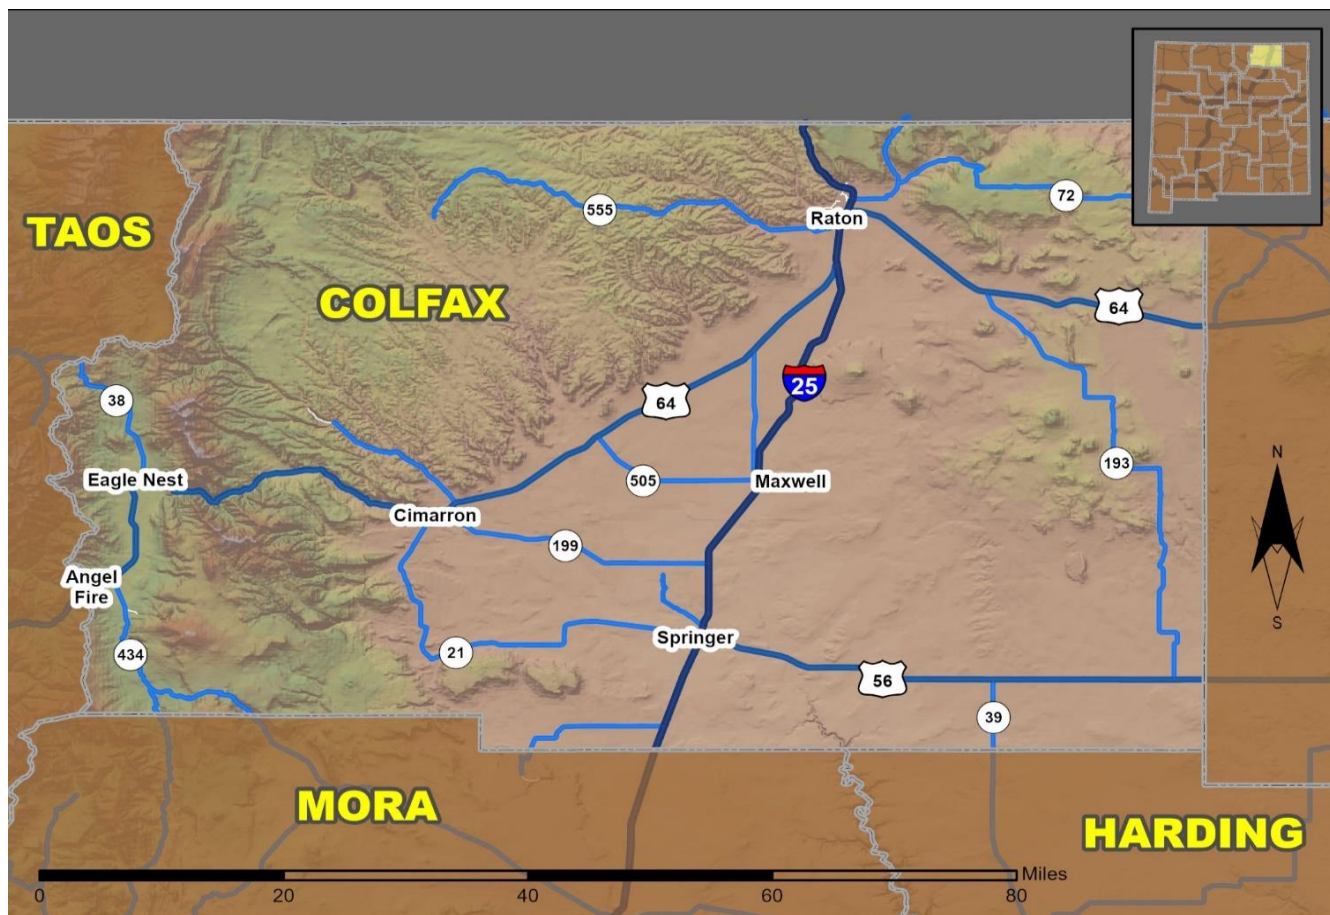 72
TAOS
555
Raton
COLFAX
64
25
64
38
193
Eagle Nest
505
Maxwell
Cimarron
199
N
Angel
Fire
S
434
21
Springer
56
39
MORA
HARDING
Miles
0
20
40
60
80